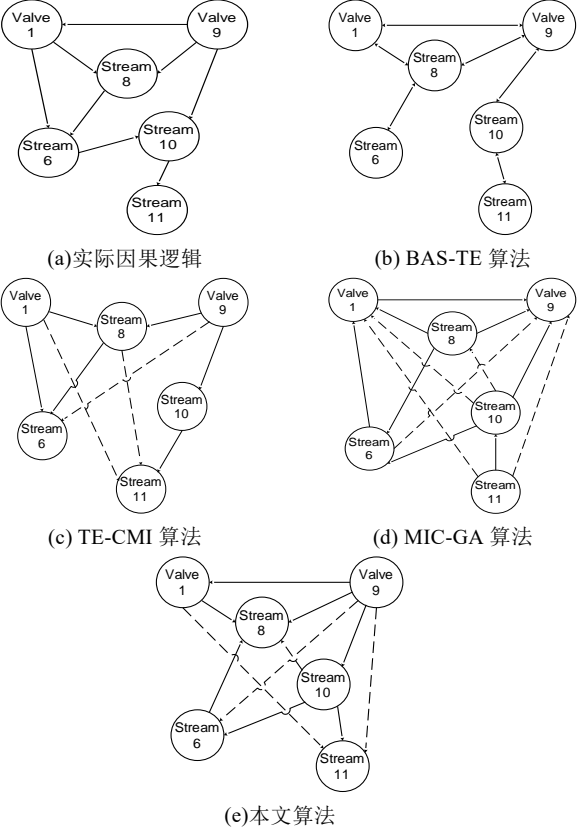 Valve
1
Valve
9
Stream
8
Stream
10
Stream
6
Stream
11
(a)实际因果逻辑
Valve
1
Valve
9
Stream
8
Stream
10
Stream
6
Stream
11
(b) BAS-TE 算法
Valve
1
Valve
9
Stream
8
Stream
10
Stream
6
Stream
11
(c) TE-CMI 算法
Valve
1
Valve
9
Stream
8
Stream
10
Stream
6
Stream
11
(d) MIC-GA 算法
Valve
1
Valve
9
Stream
8
Stream
10
Stream
6
Stream
11
(e)本文算法